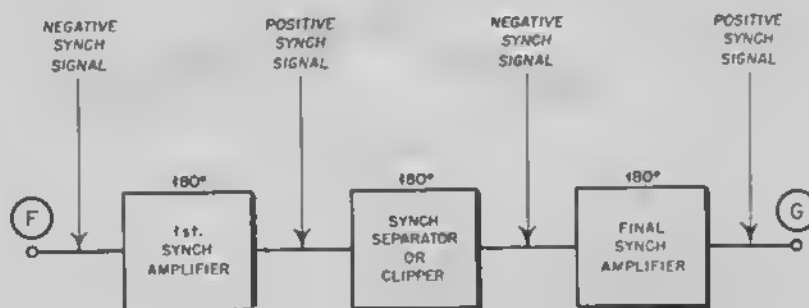 NEGATIVE
SYNCH
SIGNAL
POSITIVE
SYNCH
SIGNAL
NEGATIVE
SYNCH
SIGNAL
POSITIVE
SYNCH
SIGNAL
F
180°
1st.
SYNCH
AMPLIFIER
180°
SYNCH
SEPARATOR
OR
CLIPPER
180°
FINAL
SYNCH
AMPLIFIER
G